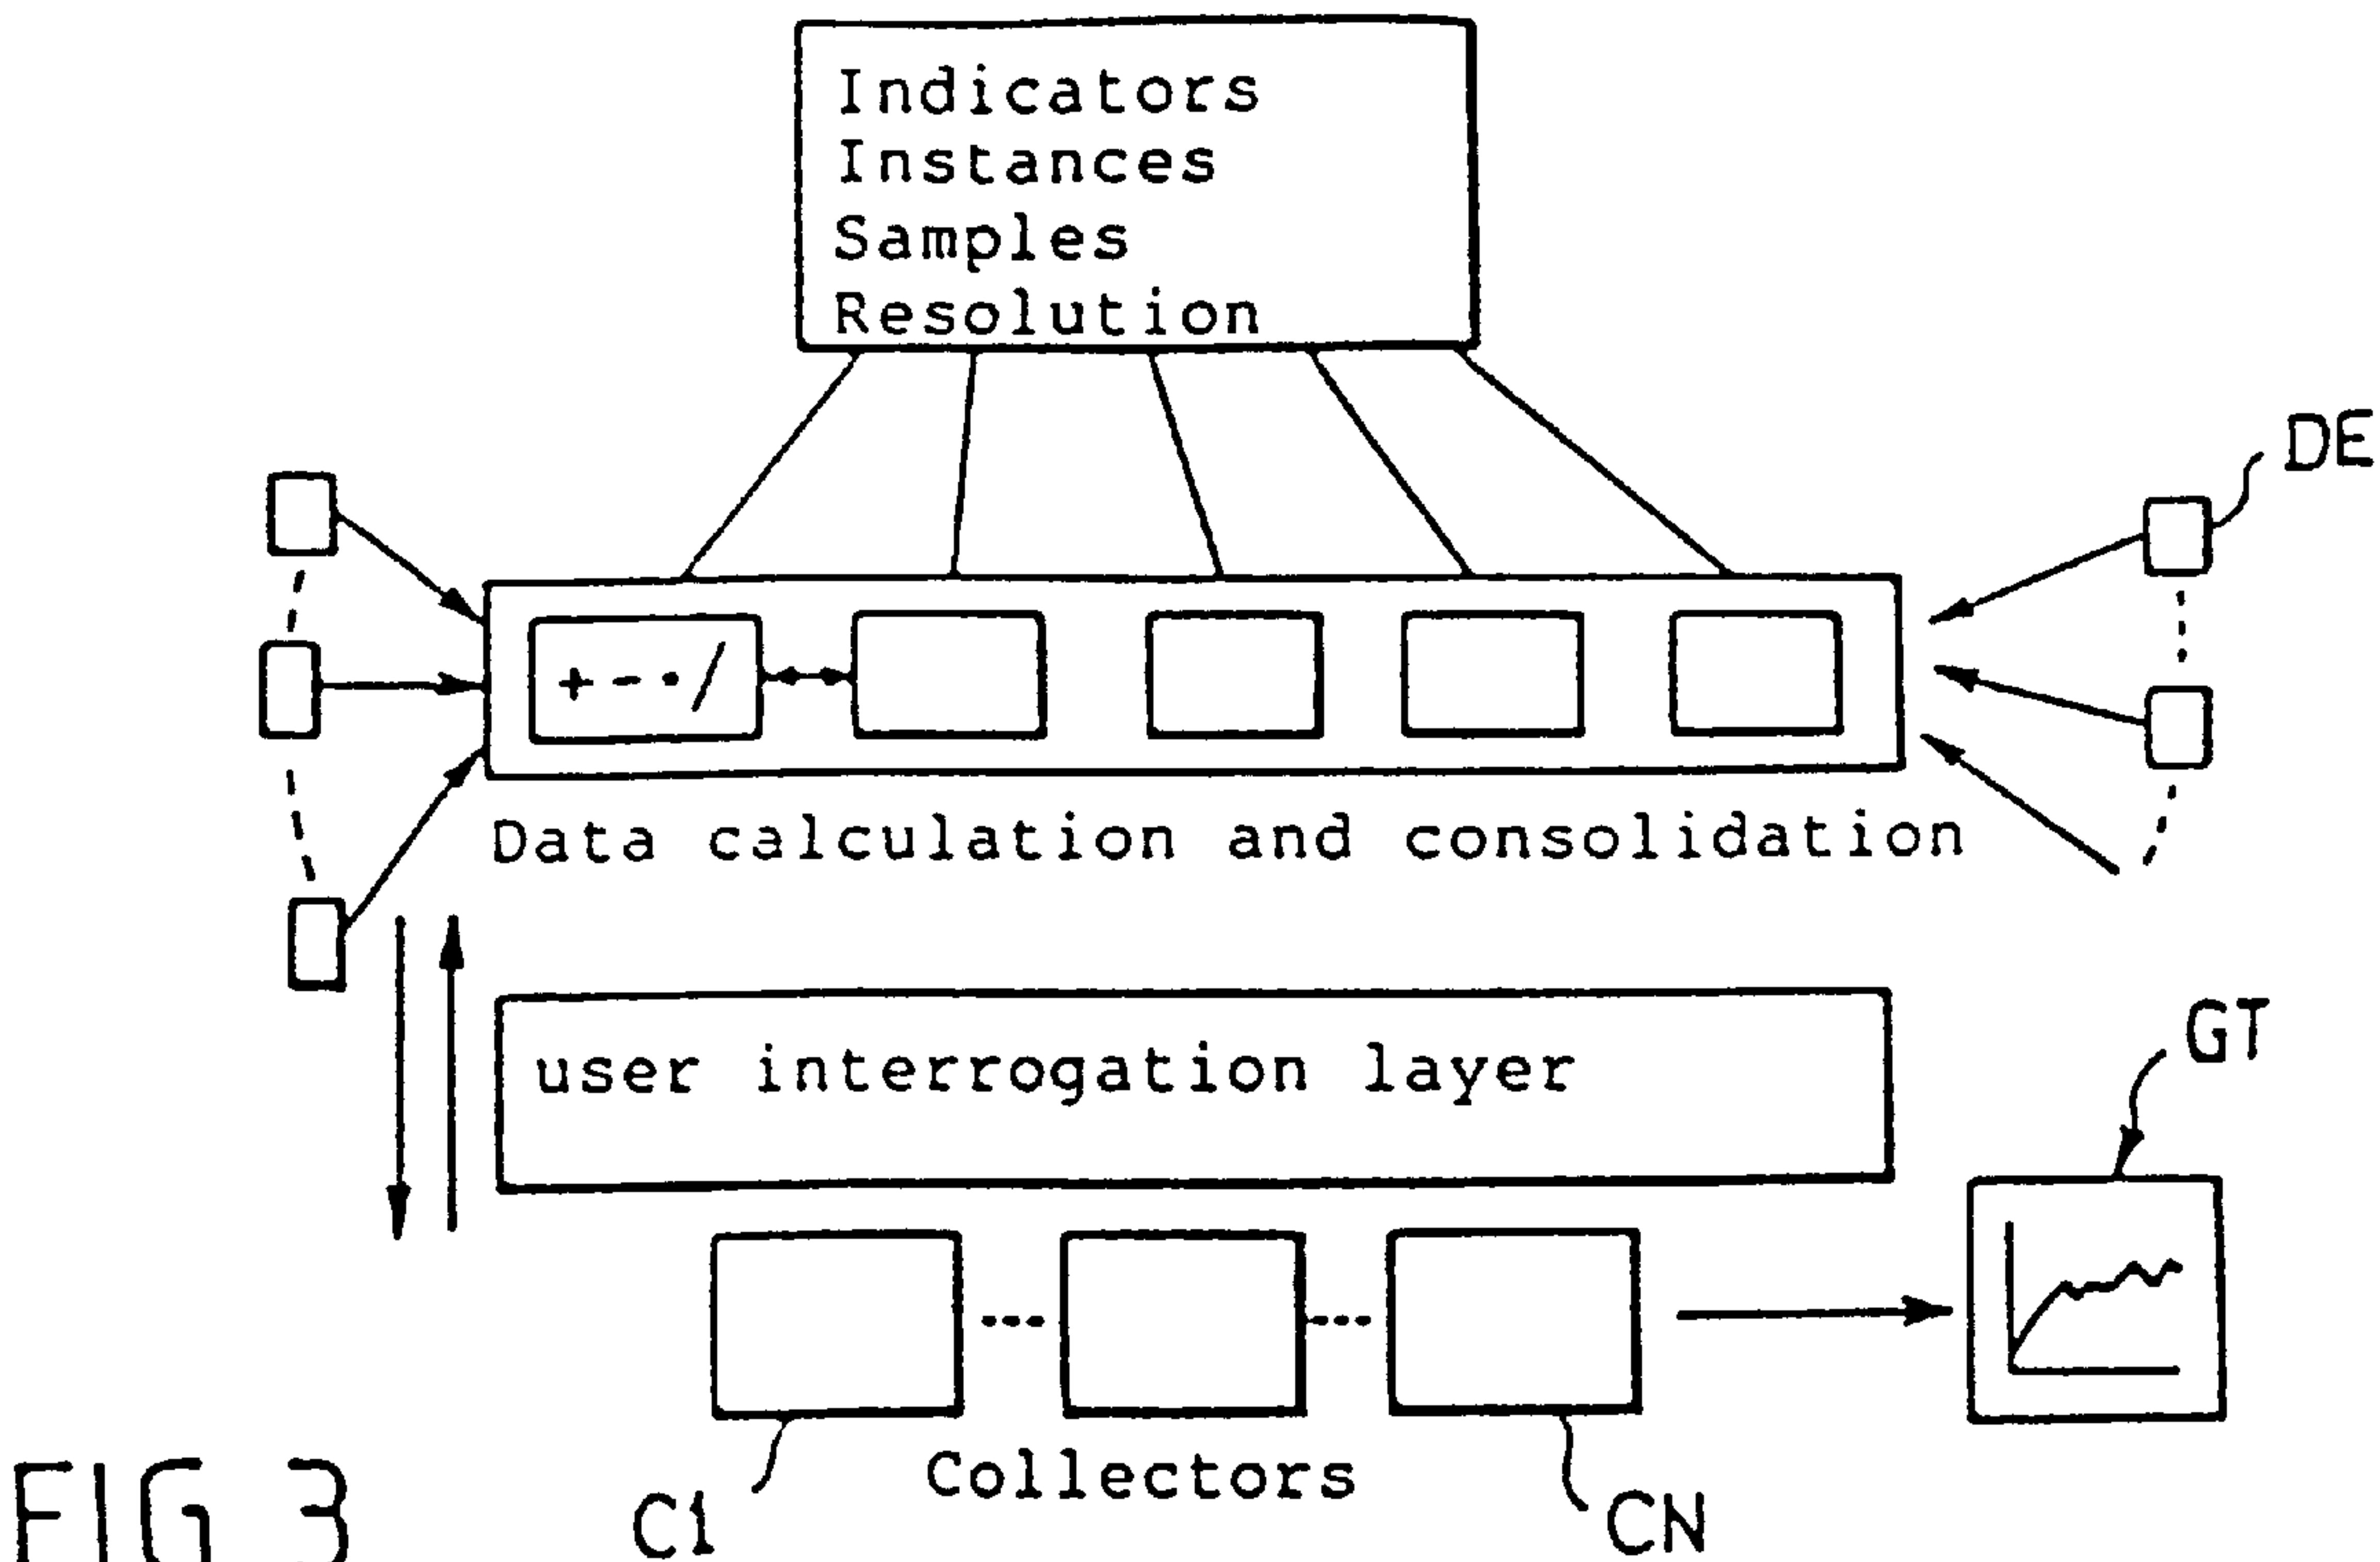 Indicators
Instances
Samples
Resolution
DE
+-·/
Data calculation and consolidation
user interrogation layer
GT
Collectors
C1
CN
FIG 3